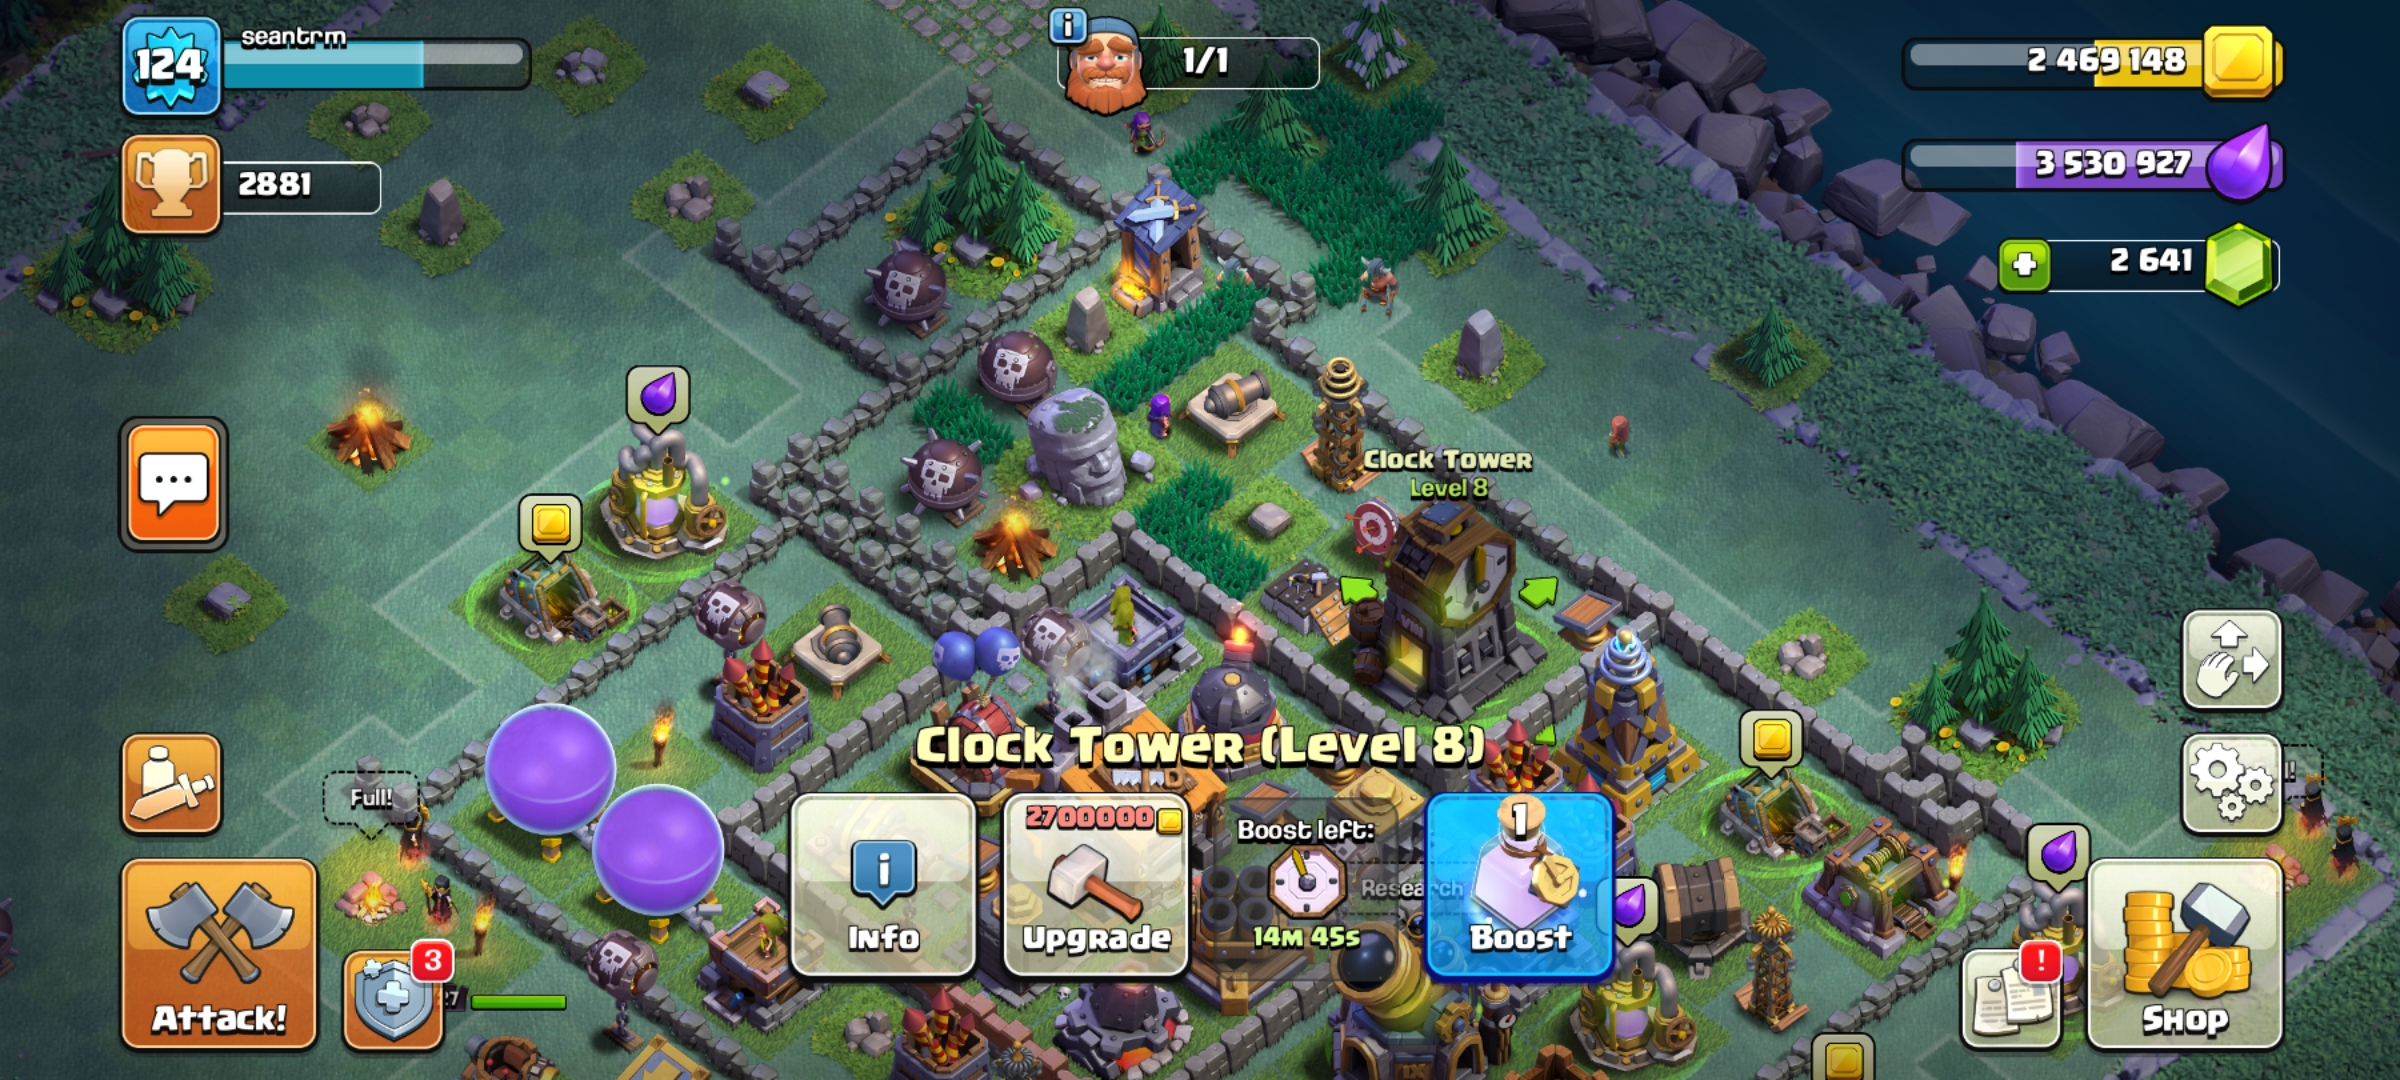 124
seantrm
i
1/1
2 469 148
2881
3 530 927
2 641
Clock Tower
Level 8
Clock Tower (Level 8)
Full!
2700000
Boost left:
1
i
Research
Info
Upgrade
14M 45s
Boost
3
!
Attack!
Shop